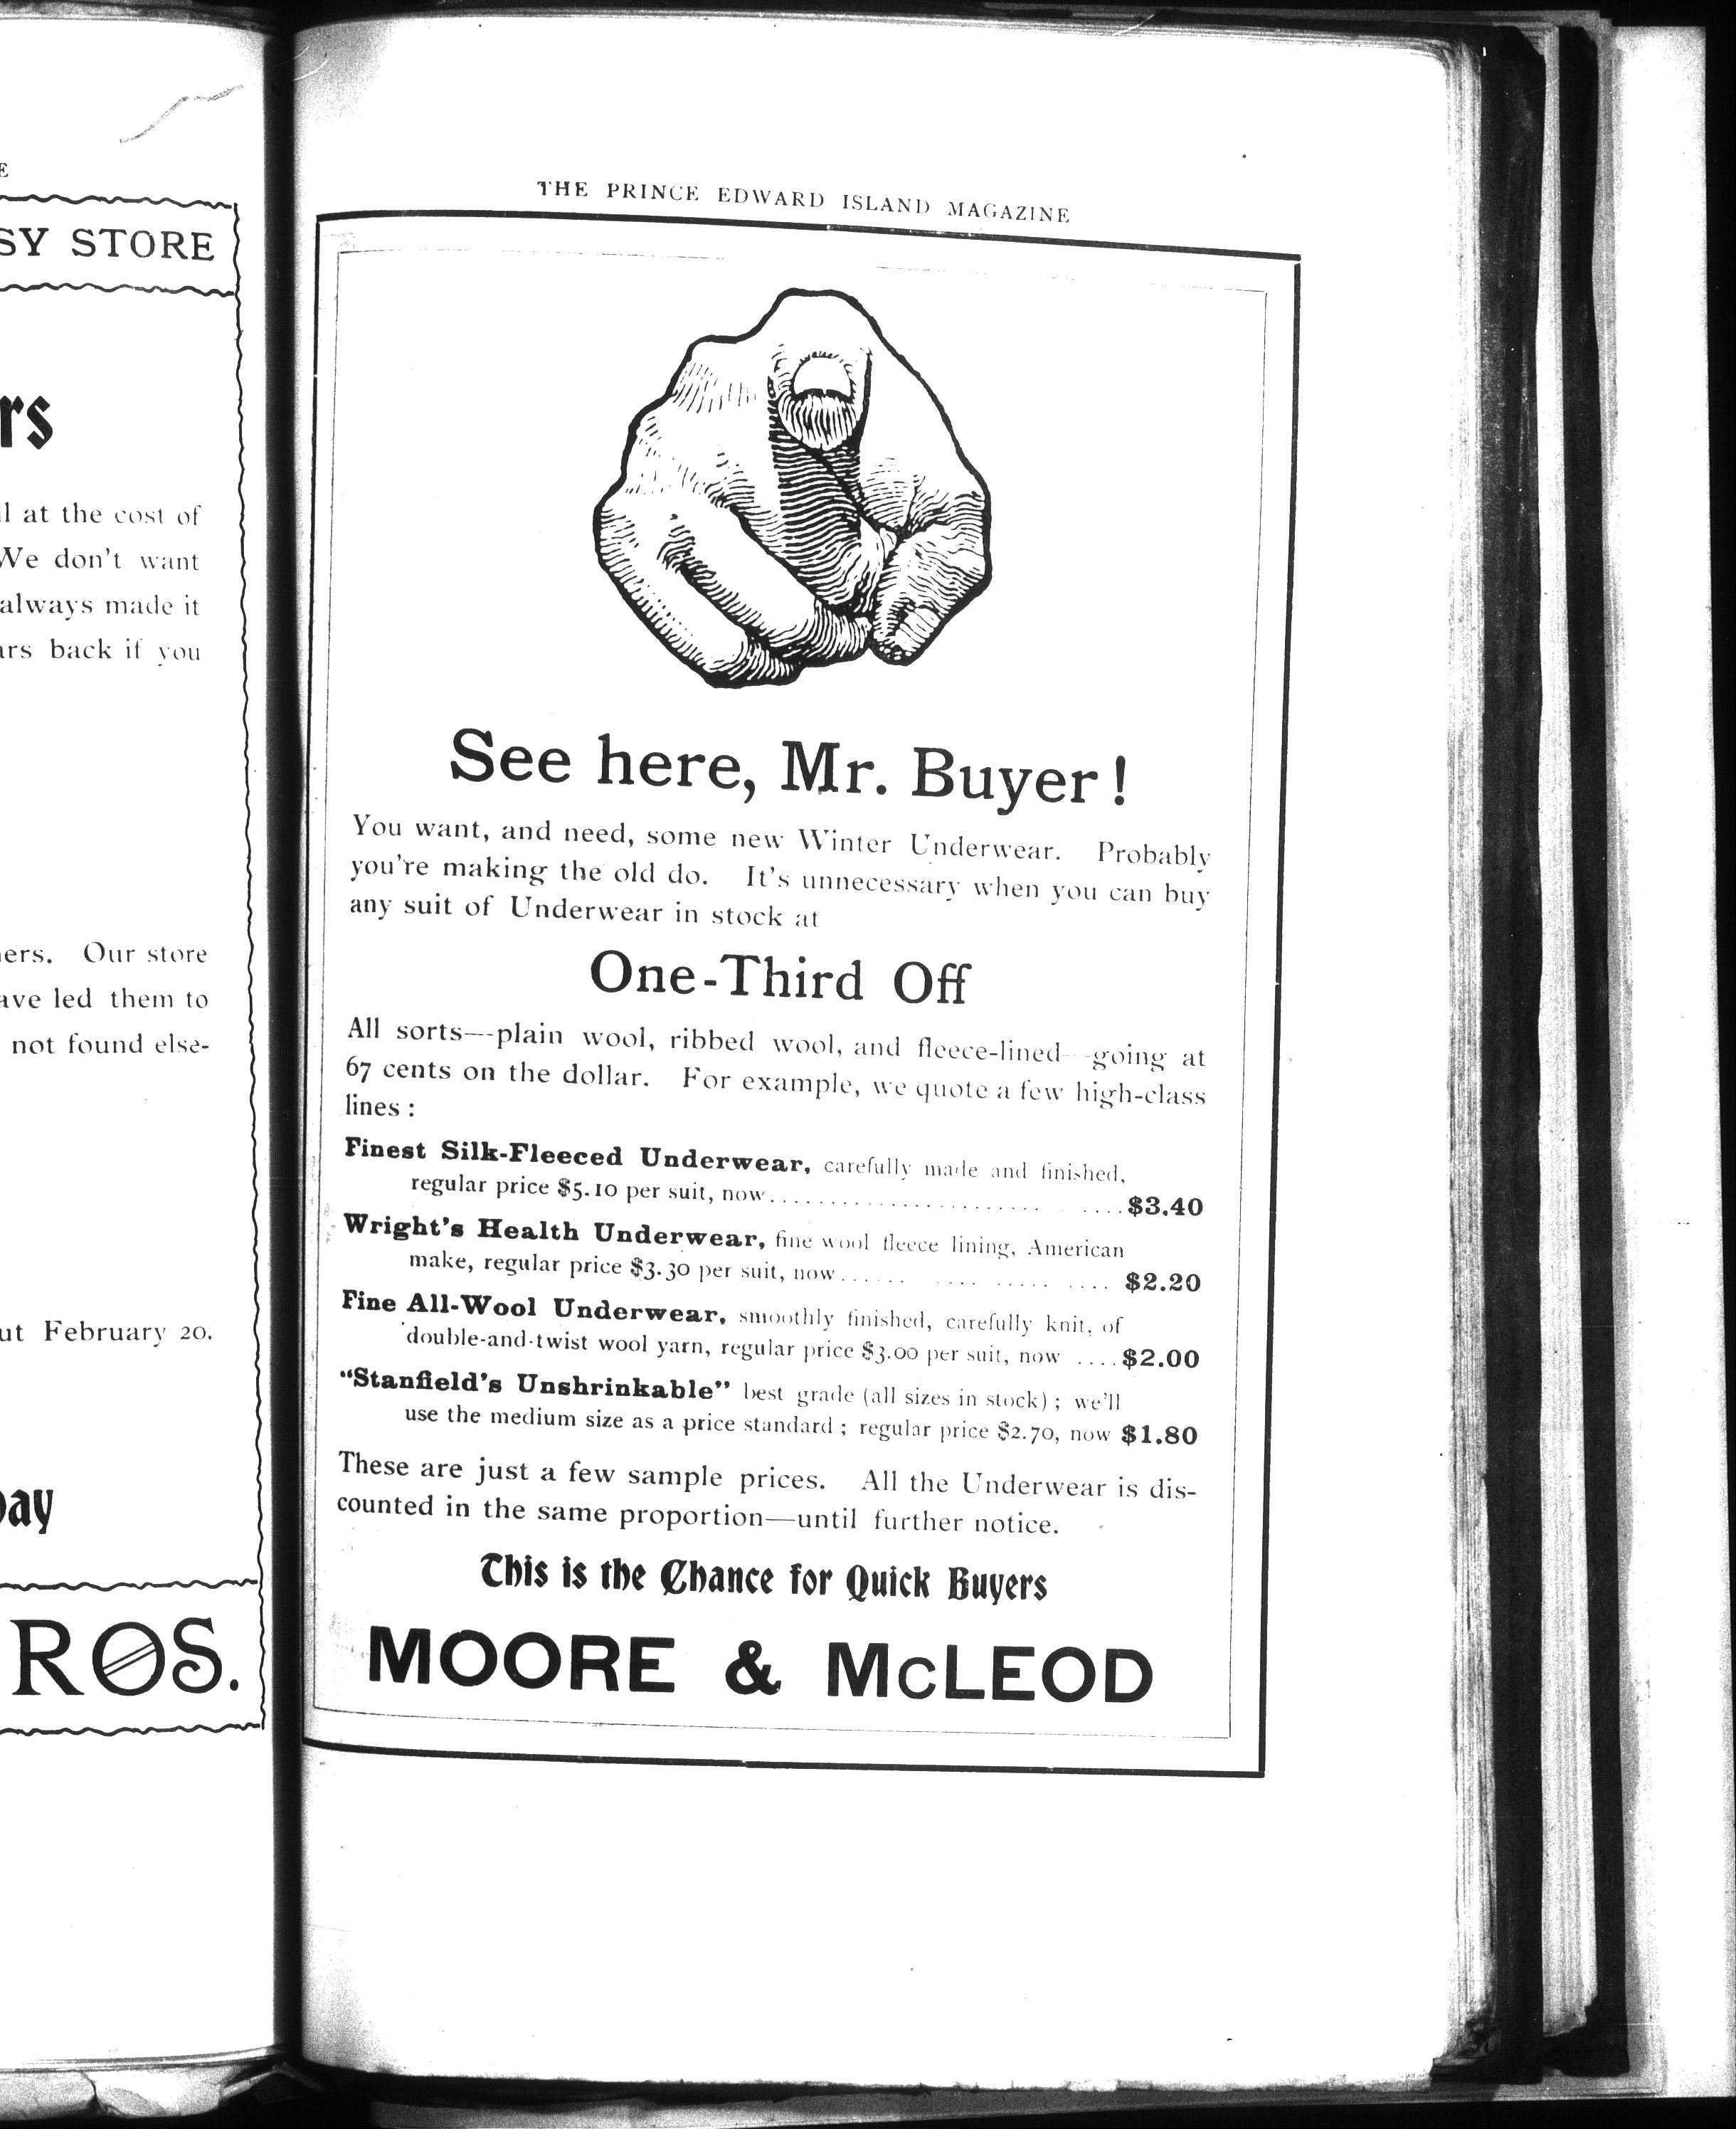 E
SY STORE
rs
at the cost of
We don't want
always made it
back if you
Our store
led them to
not found else-
February 20.
ROS.
THE PRINCE EDWARD ISLAND MAGAZINE
See here, Mr. Buyer!
You want, and need, some new Winter Underwear. Probably
you're making the old do. It's unnecessary when you can buy
any suit of Underwear in stock at
One-Third Off
All sorts—plain wool, ribbed wool, and fleece-lined—going at
67 cents on the dollar. For example, we quote a few high-class
lines:
Finest Silk-Fleeced Underwear, carefully made and finished,
regular price $5.10 per suit, now........................$3.40
Wright's Health Underwear, fine wool fleece lining, American
make, regular price $3.30 per suit, now...... .... ..... .... $2.20
Fine All-Wool Underwear, smoothly finished, carefully knit, of
double-and-twist wool yarn, regular price $3.00 per suit, now ....$2.00
"Stanfield's Unshrinkable" best grade (all sizes in stock); we'll
use the medium size as a price standard; regular price $2.70, now $1.80
These are just a few sample prices. All the Underwear is dis-
counted in the same proportion—until further notice.
This is the Chance for Quick Buyers
MOORE & McLEOD